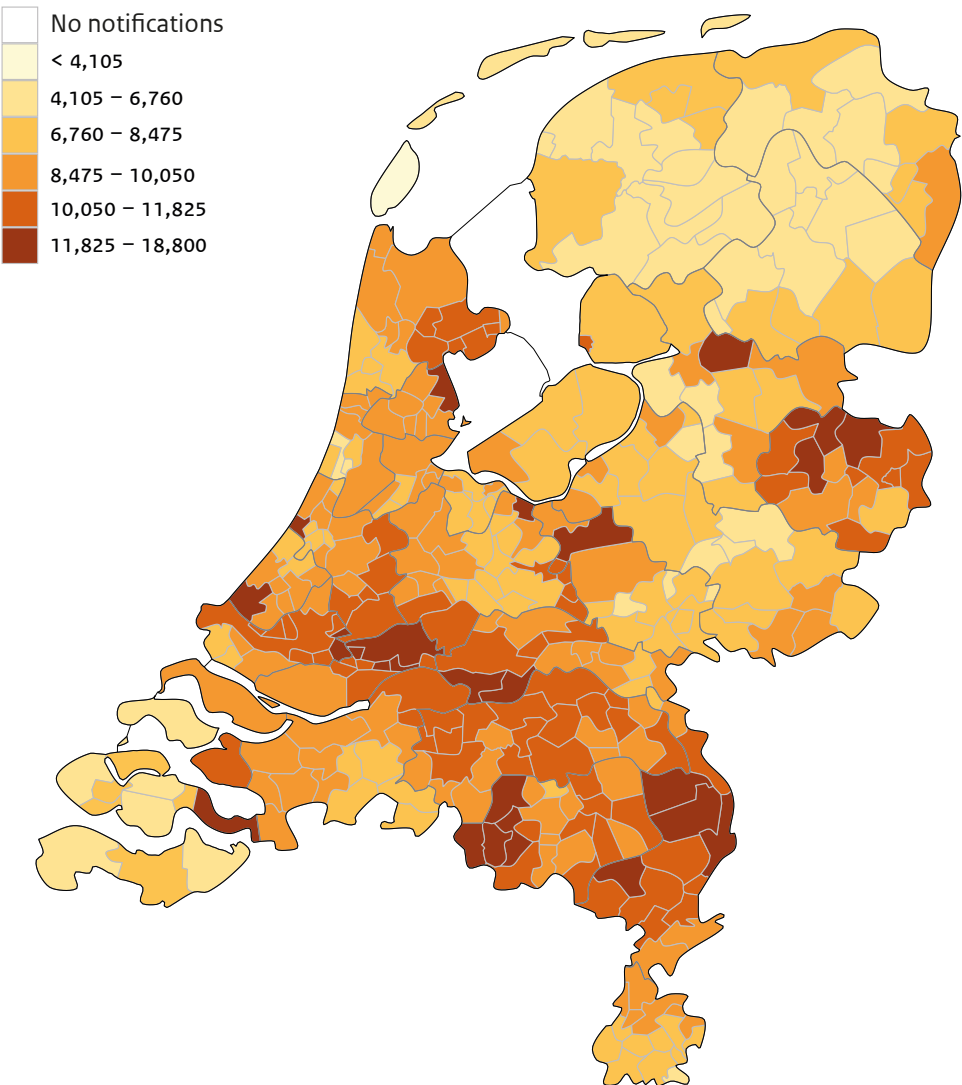 No notifications
< 4,105
4,105 – 6,760
6,760 – 8,475
8,475 – 10,050
10,050 – 11,825
11,825 – 18,800